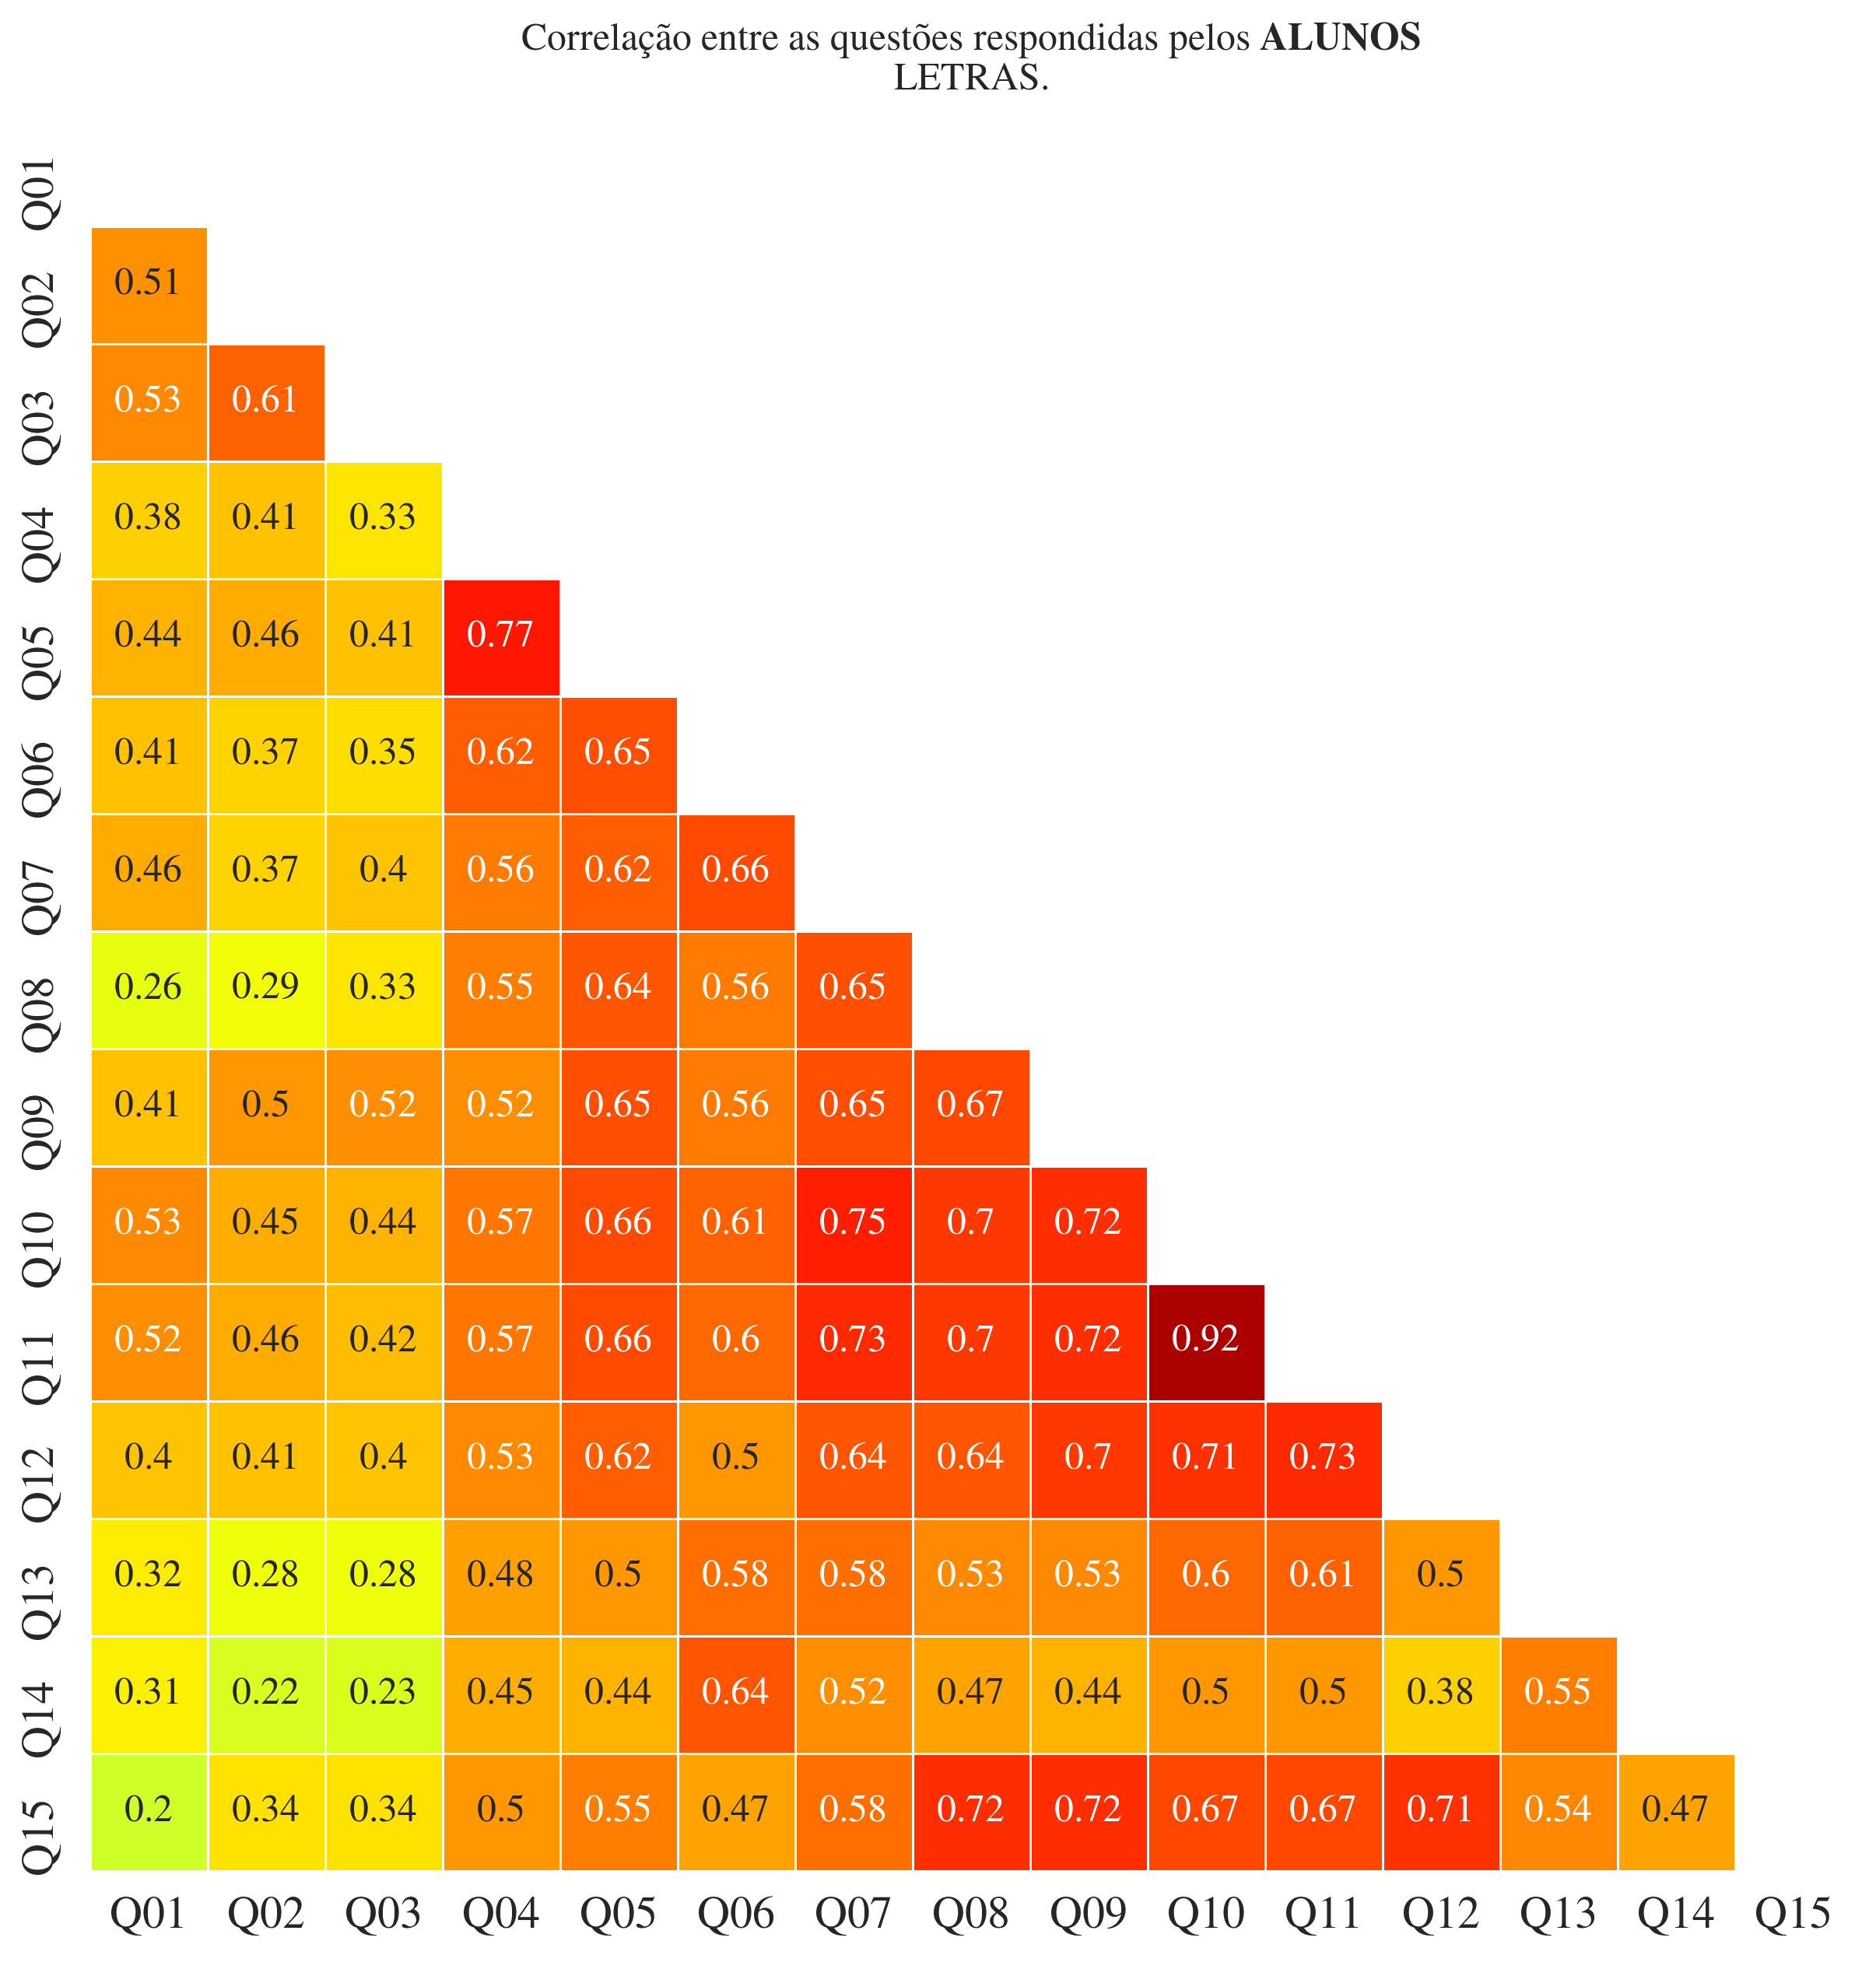 Correlação entre as questões respondidas pelos ALUNOS
LETRAS.
Q01
Q02 0.51
Q03 0.53 0.61
Q04 0.38 0.41 0.33
Q05 0.44 0.46 0.41 0.77
Q06 0.41 0.37 0.35 0.62 0.65
Q07 0.46 0.37 0.4 0.56 0.62 0.66
Q08 0.26 0.29 0.33 0.55 0.64 0.56 0.65
Q09 0.41 0.5 0.52 0.52 0.65 0.56 0.65 0.67
Q10 0.53 0.45 0.44 0.57 0.66 0.61 0.75 0.7 0.72
Q11 0.52 0.46 0.42 0.57 0.66 0.6 0.73 0.7 0.72 0.92
Q12 0.4 0.41 0.4 0.53 0.62 0.5 0.64 0.64 0.7 0.71 0.73
Q13 0.32 0.28 0.28 0.48 0.5 0.58 0.58 0.53 0.53 0.6 0.61 0.5
Q14 0.31 0.22 0.23 0.45 0.44 0.64 0.52 0.47 0.44 0.5 0.5 0.38 0.55
Q15 0.2 0.34 0.34 0.5 0.55 0.47 0.58 0.72 0.72 0.67 0.67 0.71 0.54 0.47
Q01 Q02 Q03 Q04 Q05 Q06 Q07 Q08 Q09 Q10 Q11 Q12 Q13 Q14 Q15